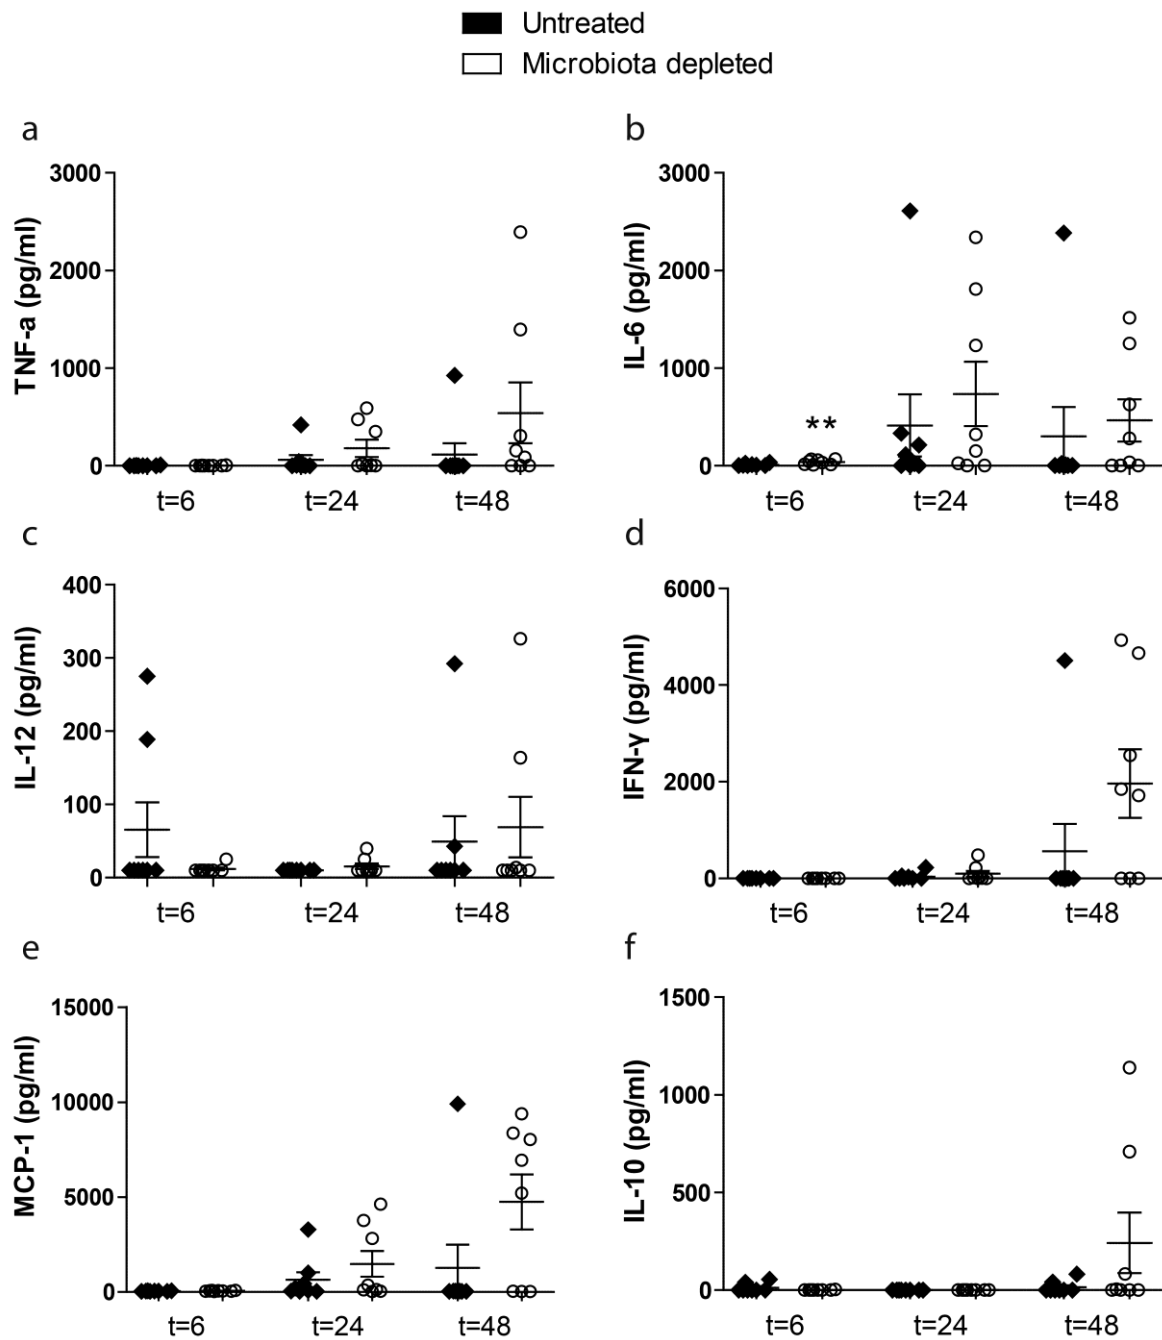 Untreated
Microbiota depleted
a
TNF-a (pg/ml)
3000
2000
1000
0
t=6
t=24
t=48
b
IL-6 (pg/ml)
3000
2000
1000
0
**
t=6
t=24
t=48
c
IL-12 (pg/ml)
400
300
200
100
0
t=6
t=24
t=48
d
IFN-γ (pg/ml)
6000
4000
2000
0
t=6
t=24
t=48
e
MCP-1 (pg/ml)
15000
10000
5000
0
t=6
t=24
t=48
f
IL-10 (pg/ml)
1500
1000
500
0
t=6
t=24
t=48